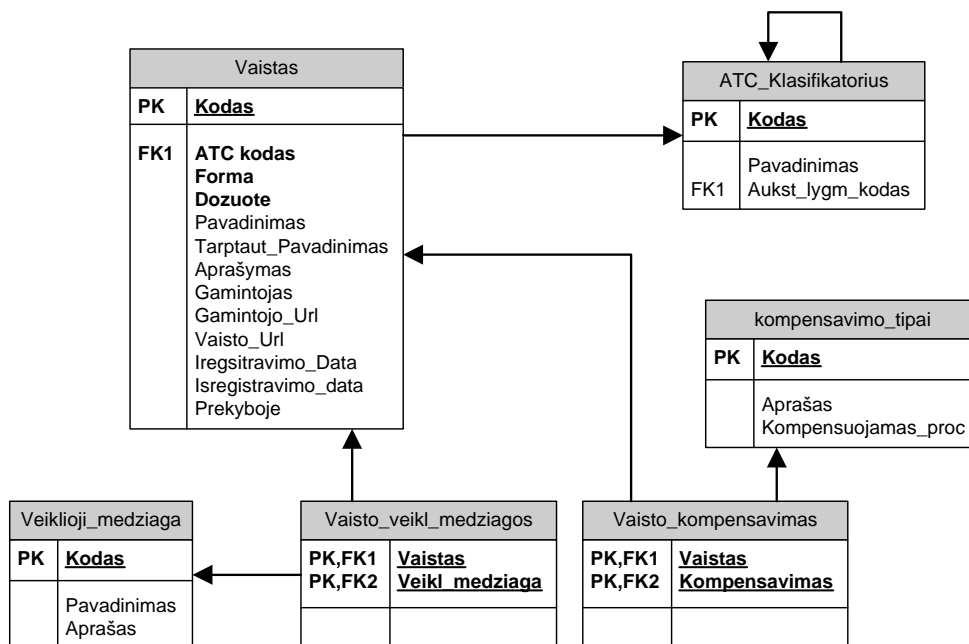 Vaistas
PK Kodas
FK1 ATC kodas
Forma
Dozuote
Pavadinimas
Tarptaut_Pavadinimas
Aprašymas
Gamintojas
Gamintojo_Url
Vaisto_Url
Iregsitravimo_Data
Isregistravimo_data
Prekyboje
ATC_Klasifikatorius
PK Kodas
Pavadinimas
FK1 Aukst_lygm_kodas
kompensavimo_tipai
PK Kodas
Aprašas
Kompensuojamas_proc
Veiklioji_medziaga
PK Kodas
Pavadinimas
Aprašas
Vaisto_veikl_medziagos
PK,FK1 Vaistas
PK,FK2 Veikl_medziaga
Vaisto_kompensavimas
PK,FK1 Vaistas
PK,FK2 Kompensavimas